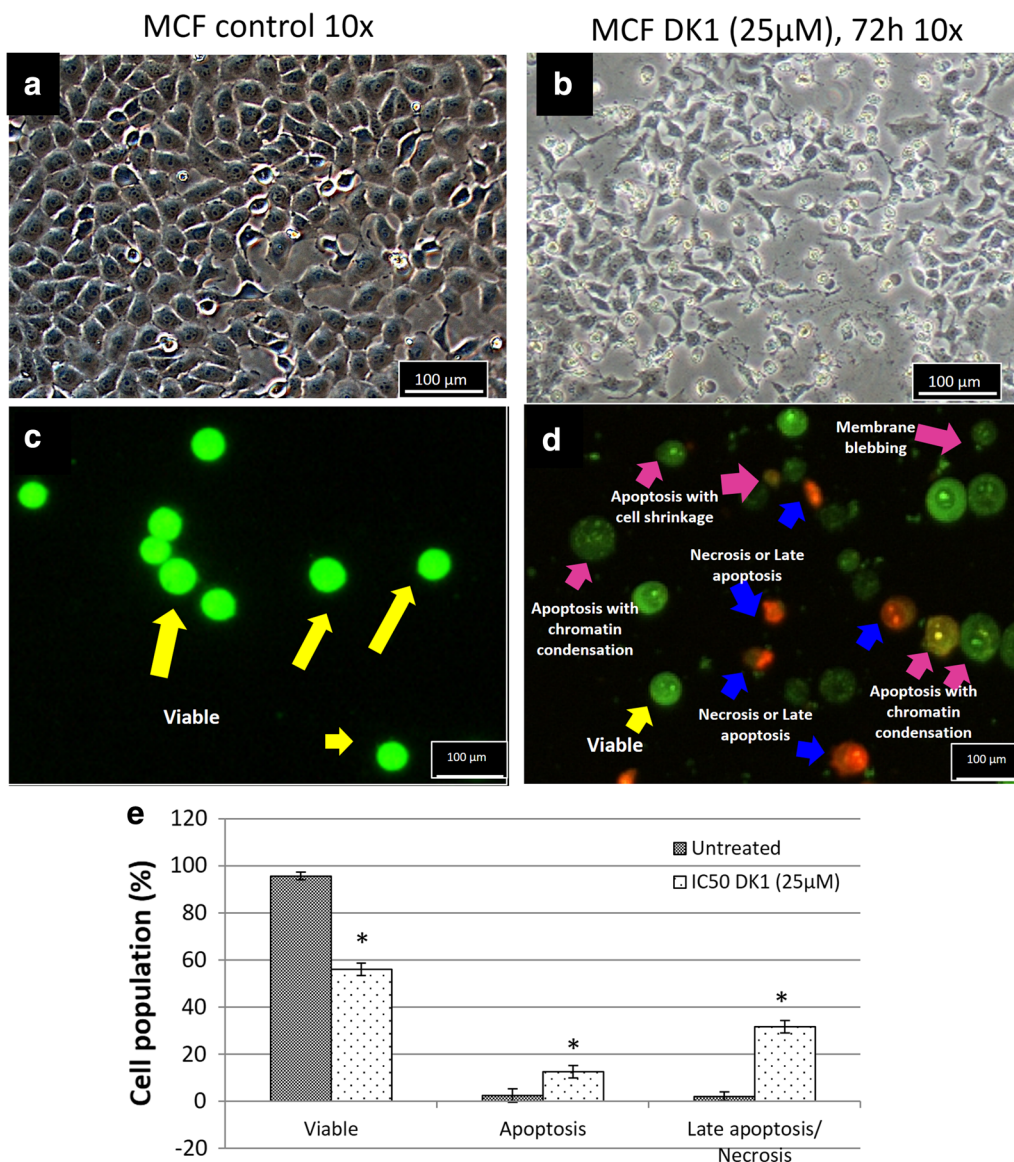 MCF control 10x
MCF DK1 (25μM), 72h 10x
a
100 μm
b
100 μm
c
Viable
100 μm
d
Membrane
blebbing
Apoptosis with
cell shrinkage
Necrosis or Late
apoptosis
Apoptosis with
chromatin
condensation
Apoptosis with
chromatin
condensation
Necrosis or Late
apoptosis
Viable
100 μm
e
Cell population (%)
120
100
80
60
40
20
0
-20
Untreated
IC50 DK1 (25μM)
*
*
*
Viable
Apoptosis
Late apoptosis/
Necrosis